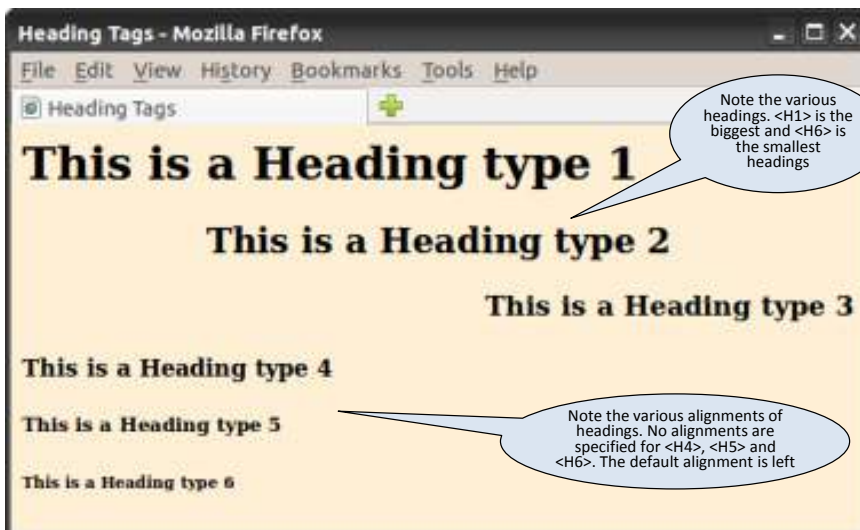 Heading Tags - Mozilla Firefox
File Edit View History Bookmarks Tools Help
Heading Tags
Note the various
headings. <H1> is the
biggest and <H6> is
the smallest
headings
This is a Heading type 1
This is a Heading type 2
This is a Heading type 3
This is a Heading type 4
This is a Heading type 5
This is a Heading type 6
Note the various alignments of
headings. No alignments are
specified for <H4>, <H5> and
<H6>. The default alignment is left